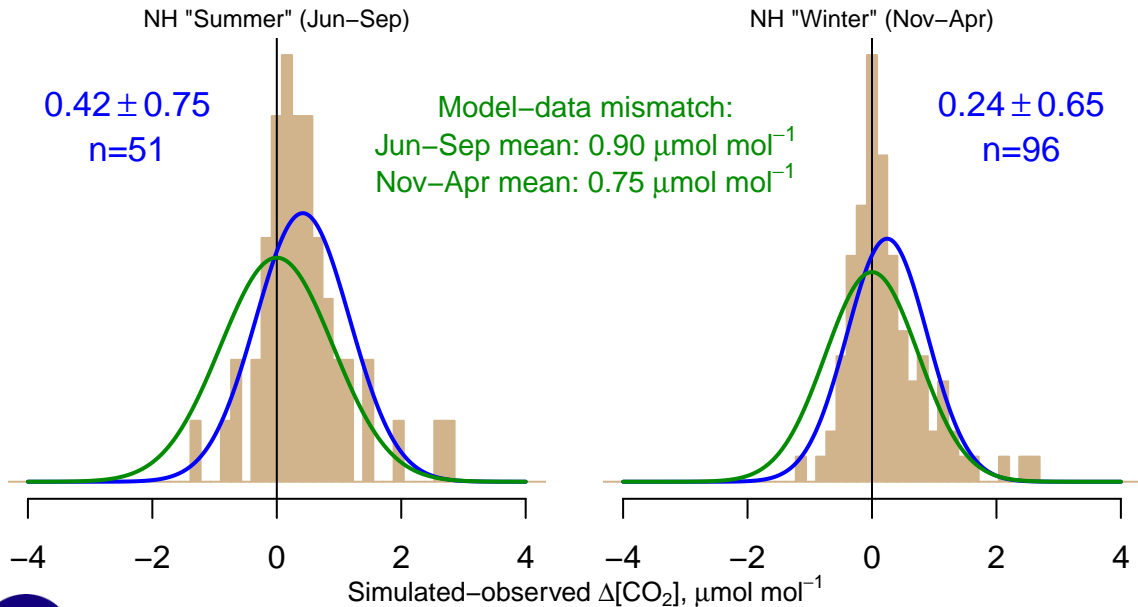 NH "Summer" (Jun−Sep)
NH "Winter" (Nov−Apr)
0.42 ± 0.75
n=51
Model−data mismatch:
Jun−Sep mean: 0.90 μmol mol⁻¹
Nov−Apr mean: 0.75 μmol mol⁻¹
0.24 ± 0.65
n=96
−4 −2 0 2 4
−4 −2 0 2 4
Simulated−observed Δ[CO₂], μmol mol⁻¹